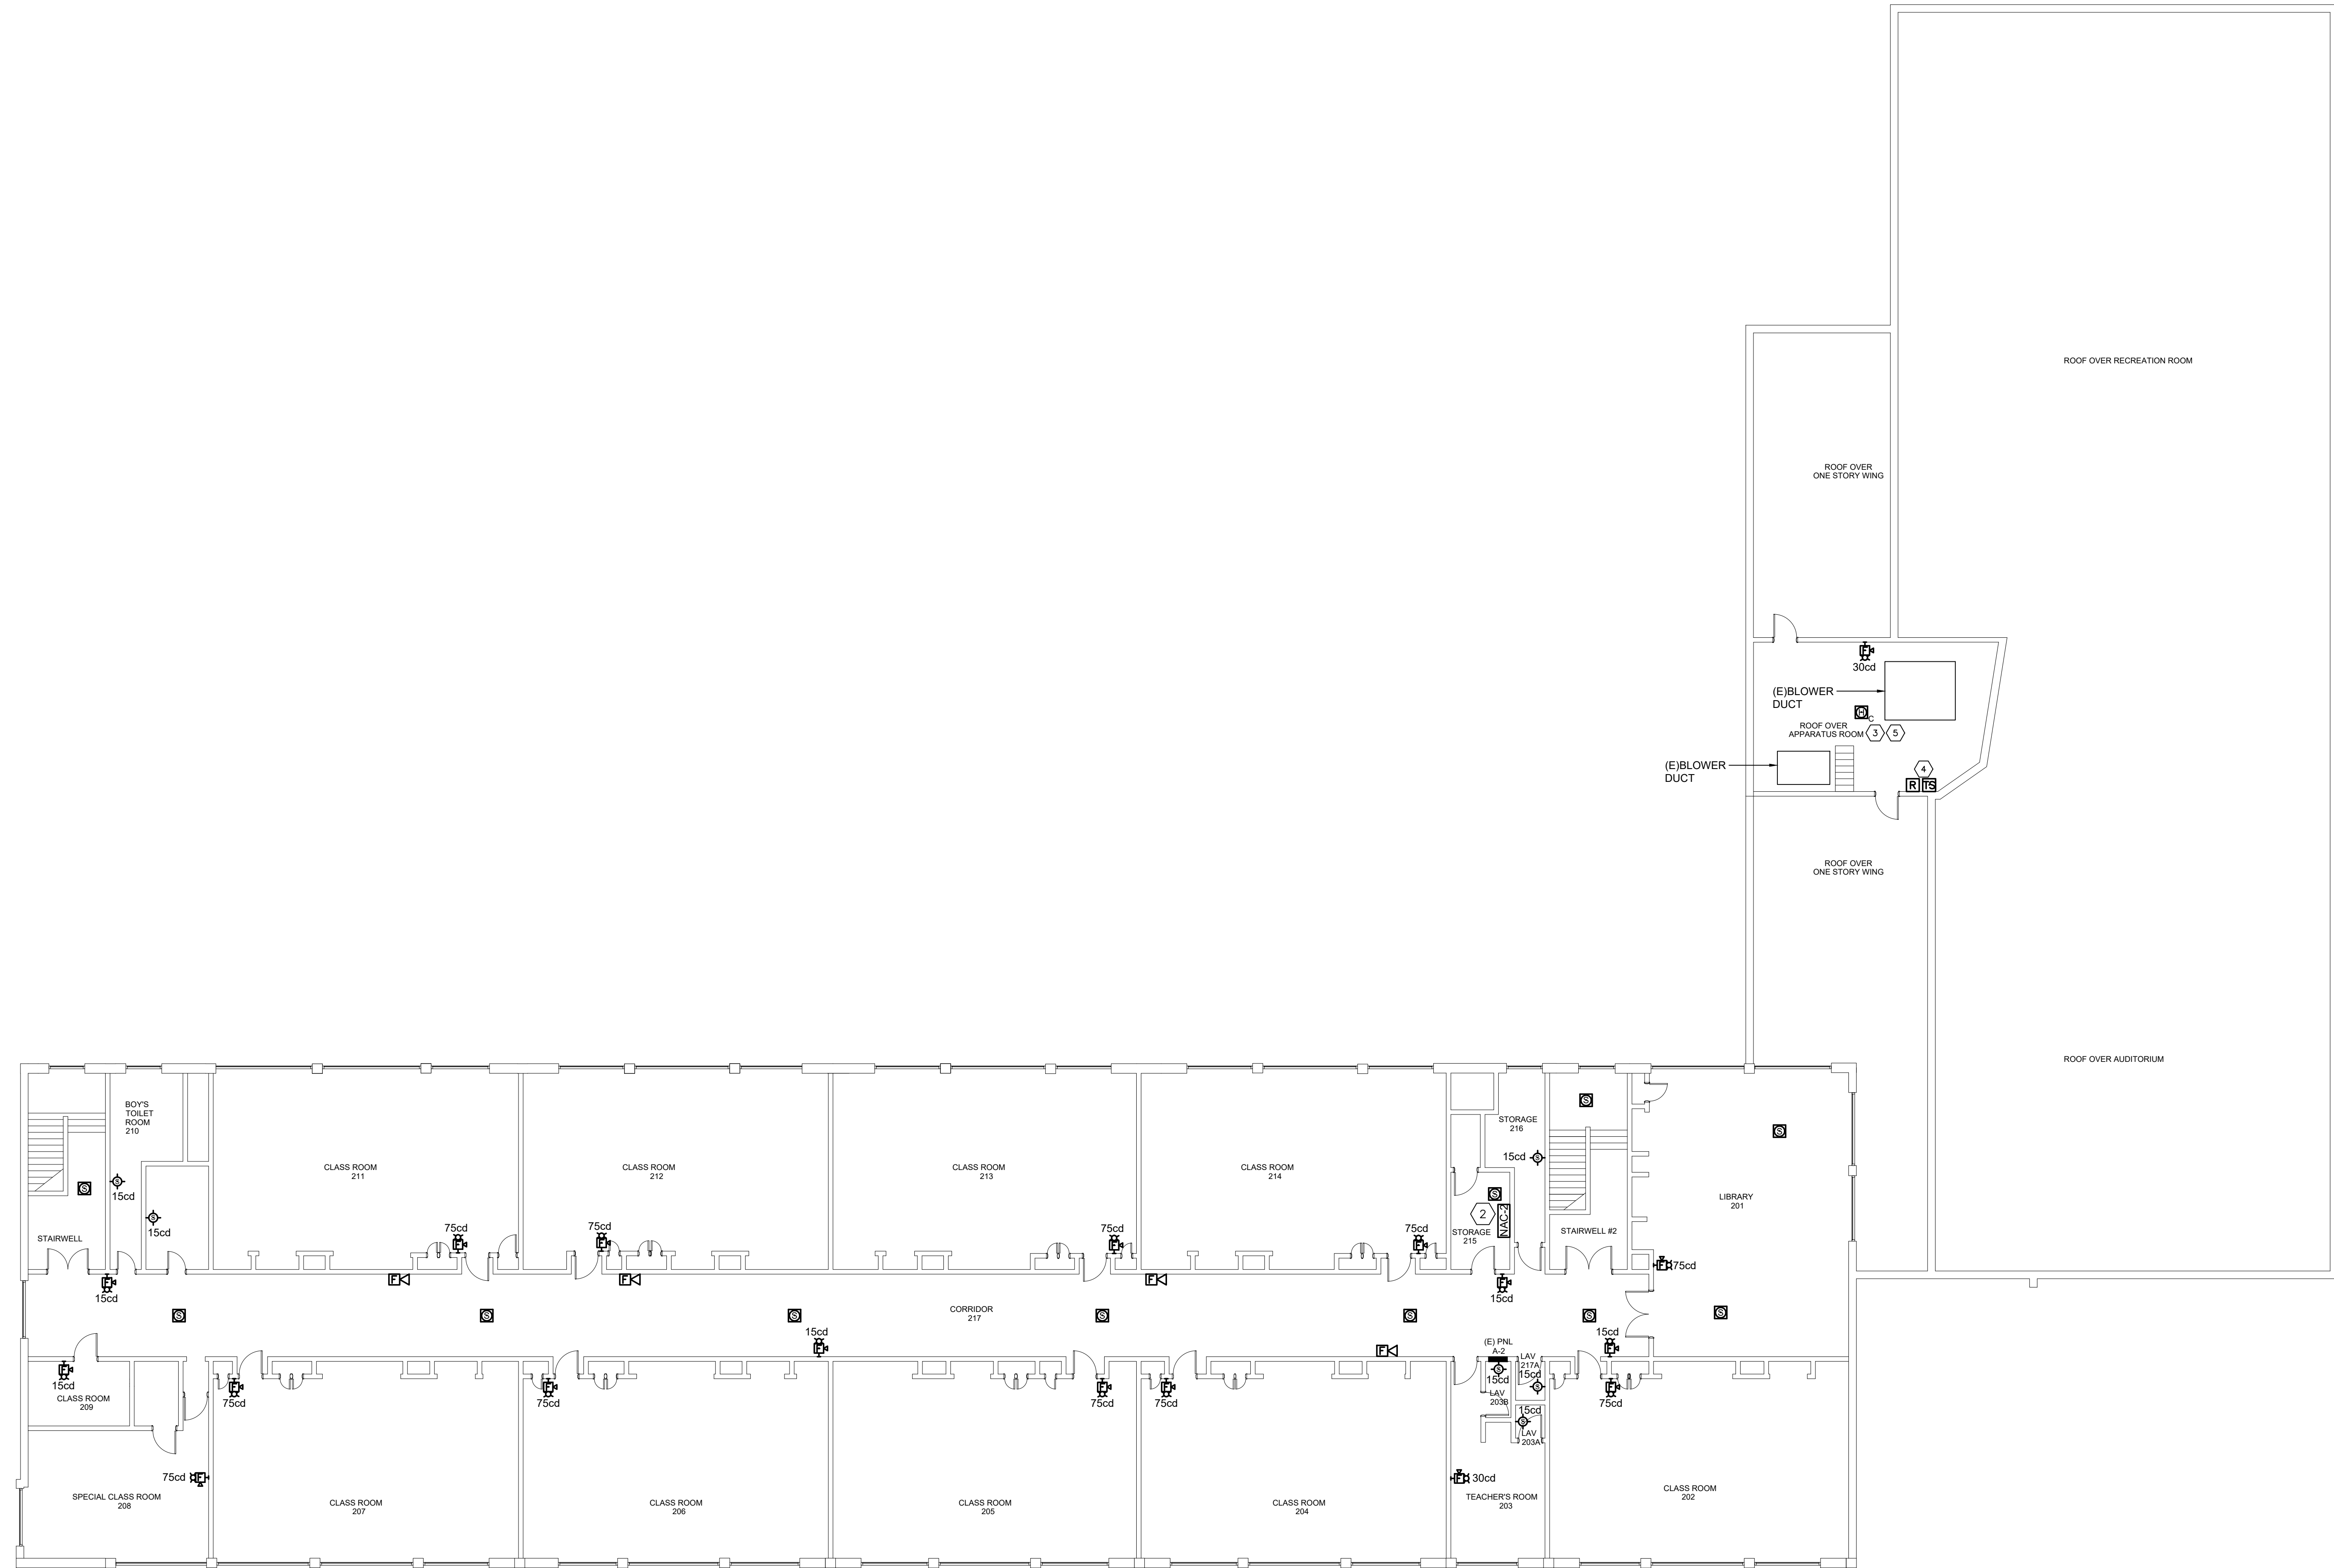 ROOF OVER RECREATION ROOM
ROOF OVER
ONE STORY WING
F
30cd
(E)BLOWER
DUCT
H
C
ROOF OVER
APPARATUS ROOM
3
5
(E)BLOWER
DUCT
4
R
TS
ROOF OVER
ONE STORY WING
ROOF OVER AUDITORIUM
BOY'S
TOILET
ROOM
210
S
STORAGE
216
S
CLASS ROOM
211
CLASS ROOM
212
CLASS ROOM
213
CLASS ROOM
214
S
15cd
S
15cd
S
S
15cd
S
2
NAC-2
STORAGE
215
LIBRARY
201
STAIRWELL
STAIRWELL #2
75cd
F
75cd
F
75cd
F
75cd
F
F
75cd
F
15cd
F
F
F
F
15cd
S
S
S
S
S
S
S
CORRIDOR
217
15cd
F
F
(E) PNL
A-2
15cd
F
F
15cd
CLASS ROOM
209
F
75cd
F
75cd
F
75cd
F
75cd
S
15cd
LAV
203B
LAV
217A
15cd
S
15cd
S
LAV
203A
F
75cd
75cd
F
F
30cd
SPECIAL CLASS ROOM
208
CLASS ROOM
207
CLASS ROOM
206
CLASS ROOM
205
CLASS ROOM
204
TEACHER'S ROOM
203
CLASS ROOM
202